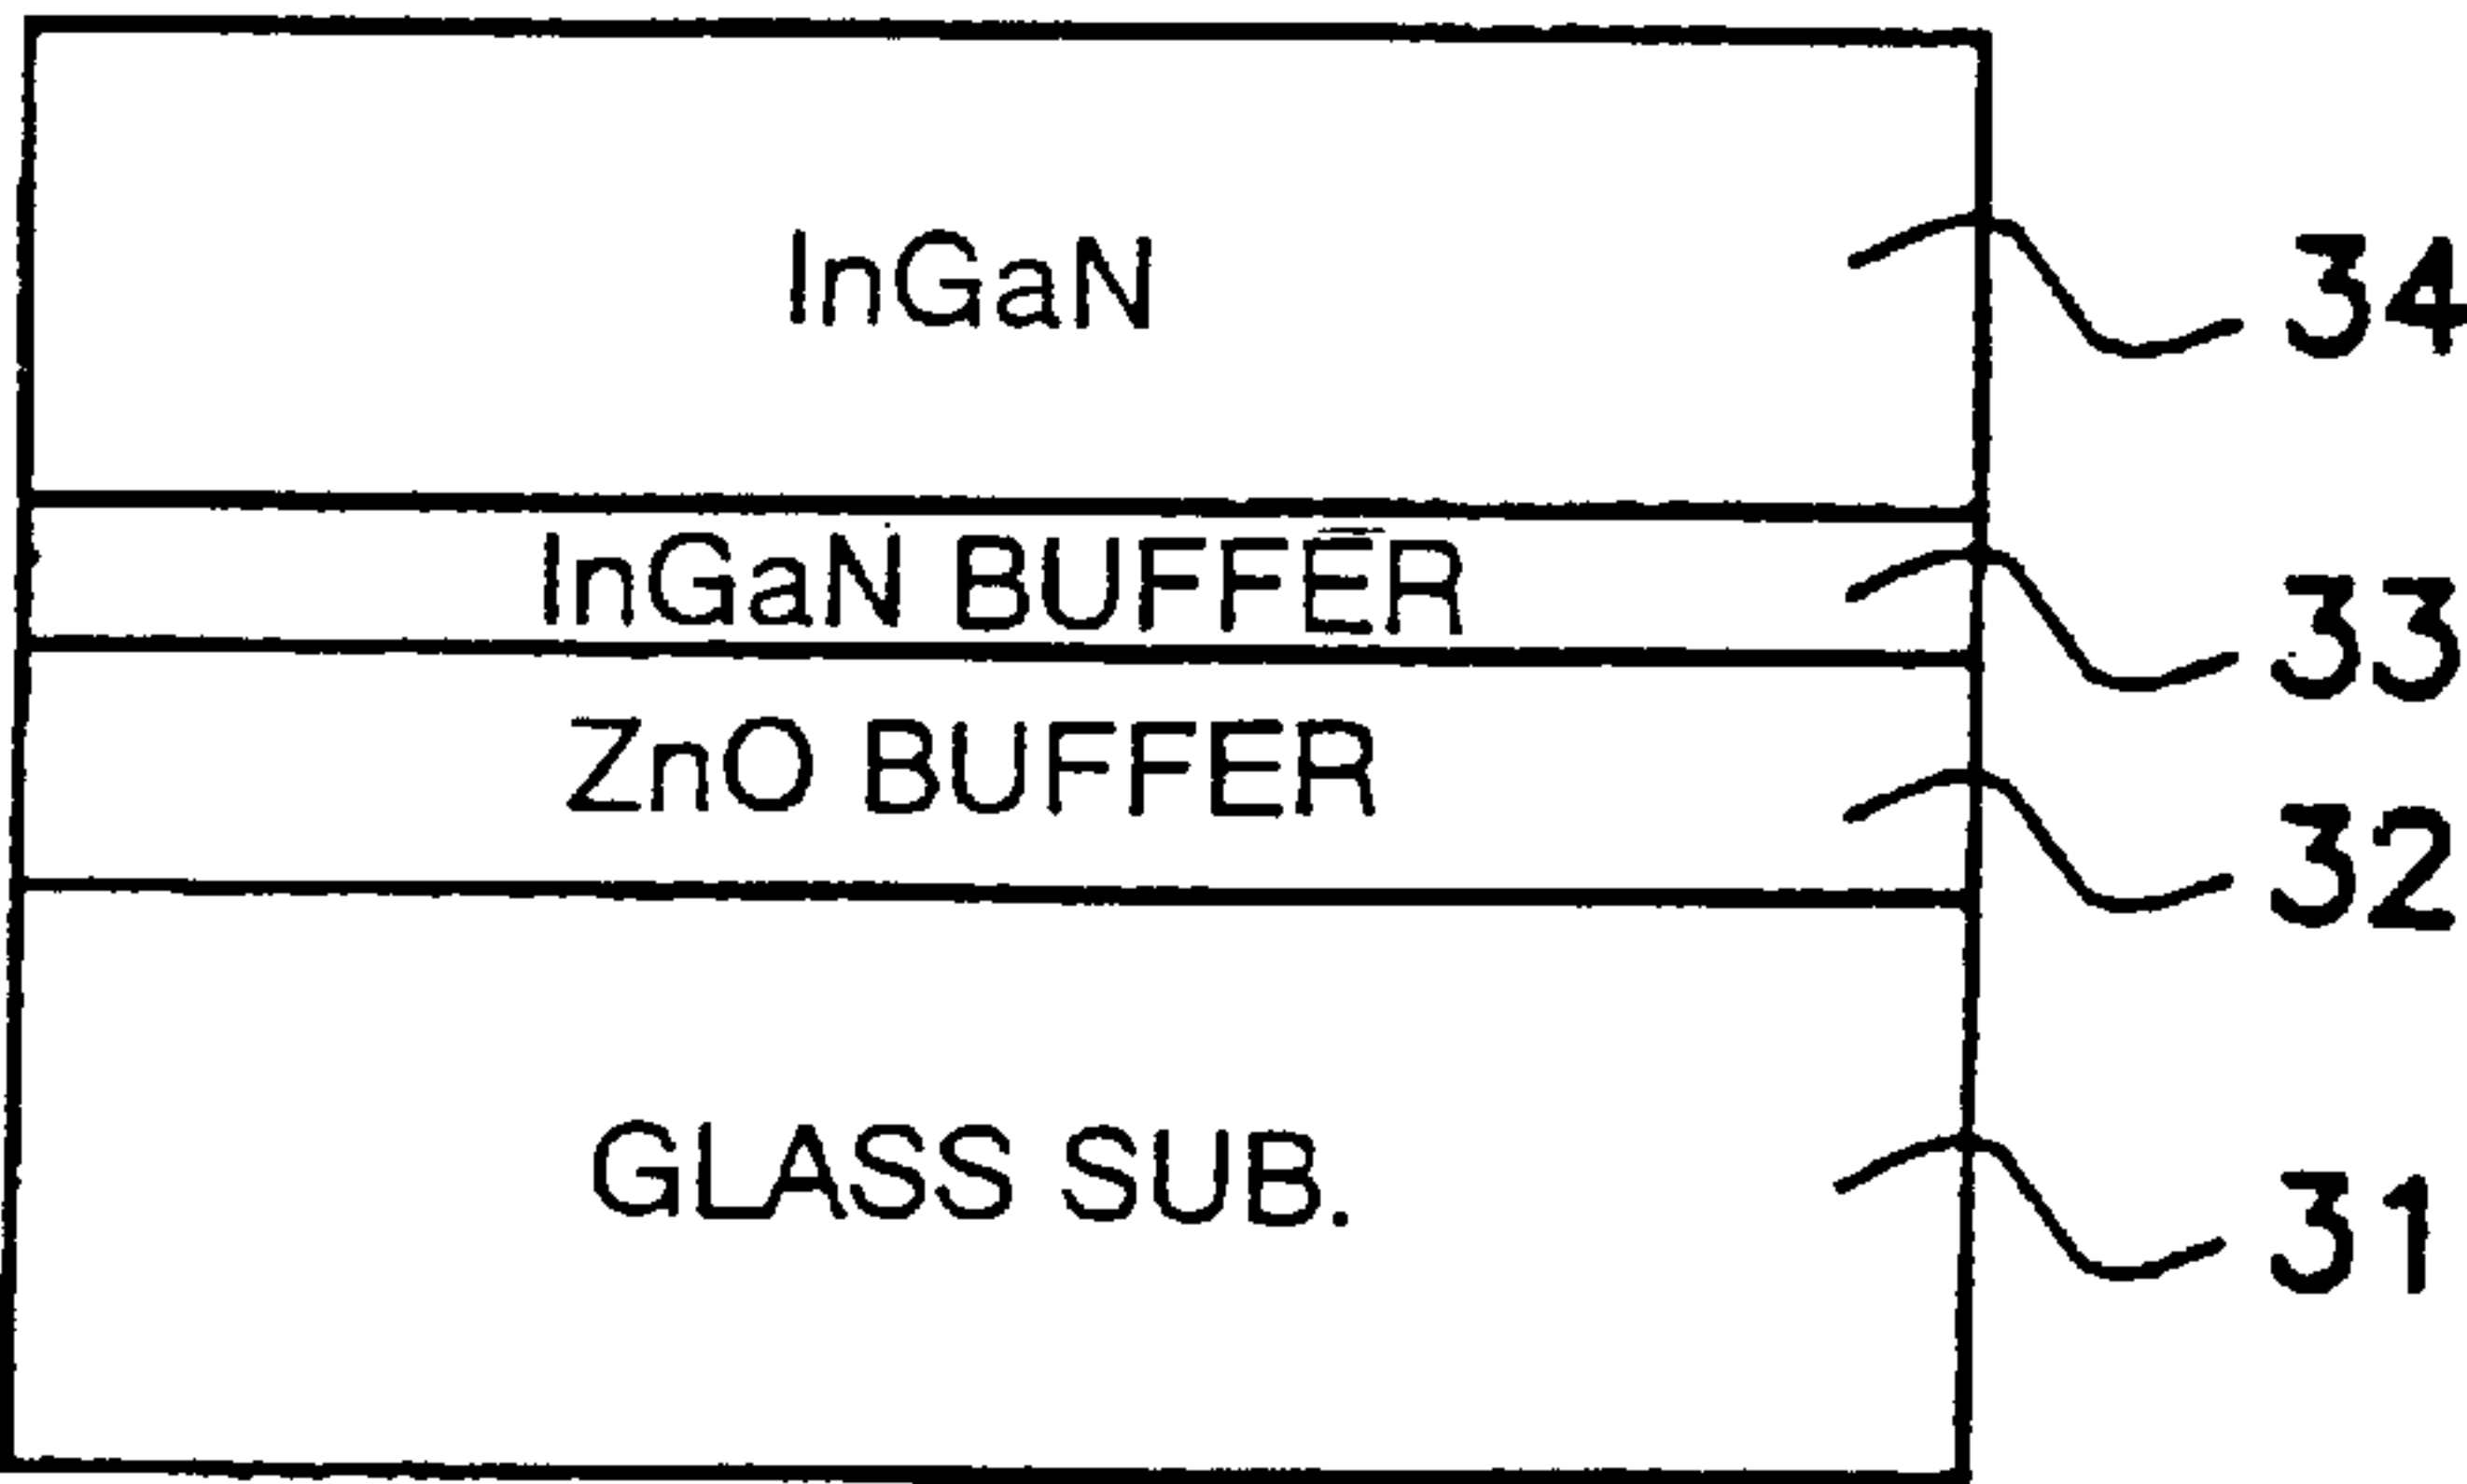 InGaN
34
InGaN BUFFER
33
ZnO BUFFER
32
GLASS SUB.
31